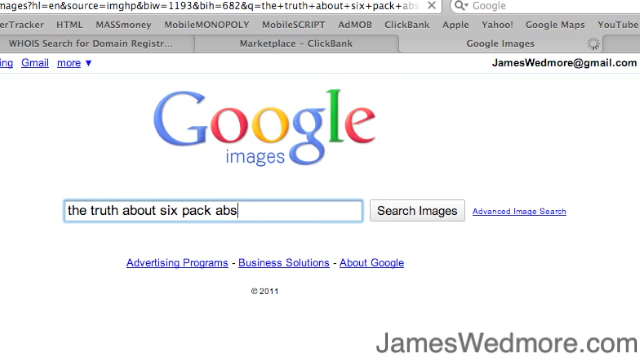 mages?hl=en&source=imghp&biw=1193&bih=682&q=the+truth+about+six+pack+abs
Google
erTracker HTML MASSmoney MobileMONOPOLY MobileSCRIPT AdMOB ClickBank Apple Yahoo! Google Maps YouTube
WHOIS Search for Domain Registr... Marketplace – ClickBank Google Images
ing Gmail more ▼ JamesWedmore@gmail.com
Google
images
the truth about six pack abs Search Images Advanced Image Search
Advertising Programs - Business Solutions - About Google
© 2011
JamesWedmore.com